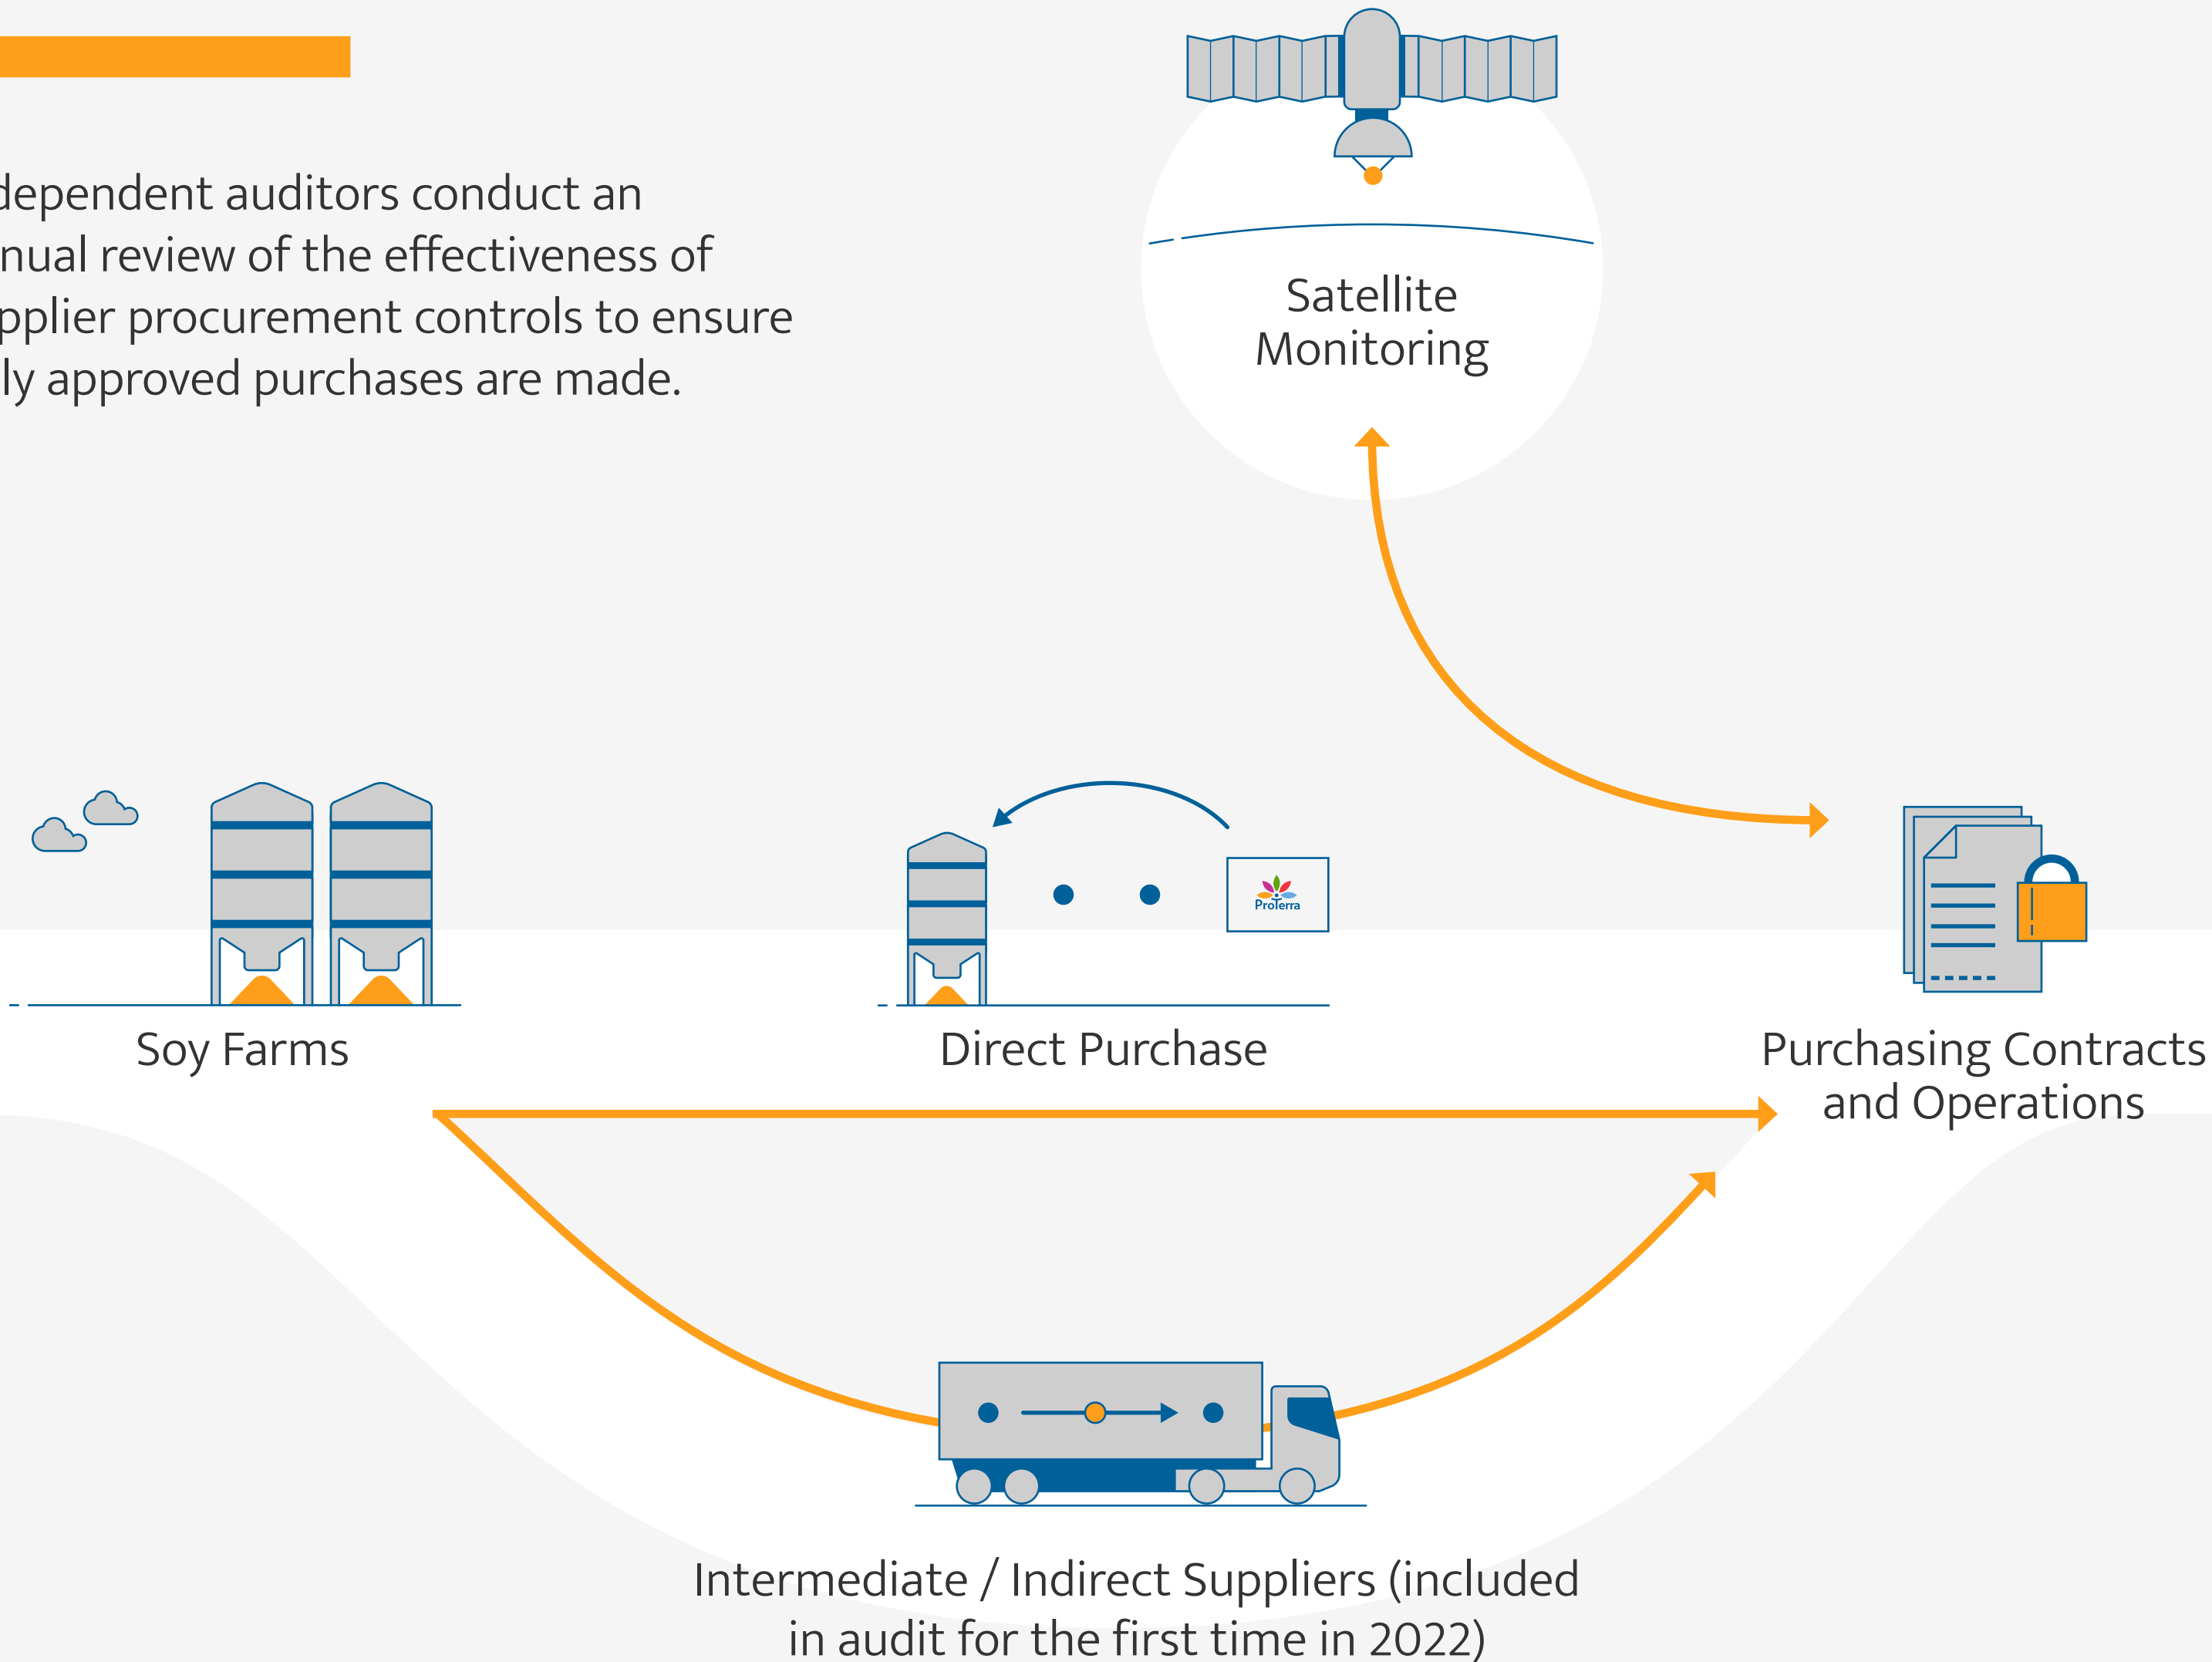 dependent auditors conduct an
nual review of the effectiveness of
pplier procurement controls to ensure
ly approved purchases are made.
Satellite
Monitoring
ProTerra
Soy Farms
Direct Purchase
Purchasing Contracts
and Operations
Intermediate / Indirect Suppliers (included
in audit for the first time in 2022)